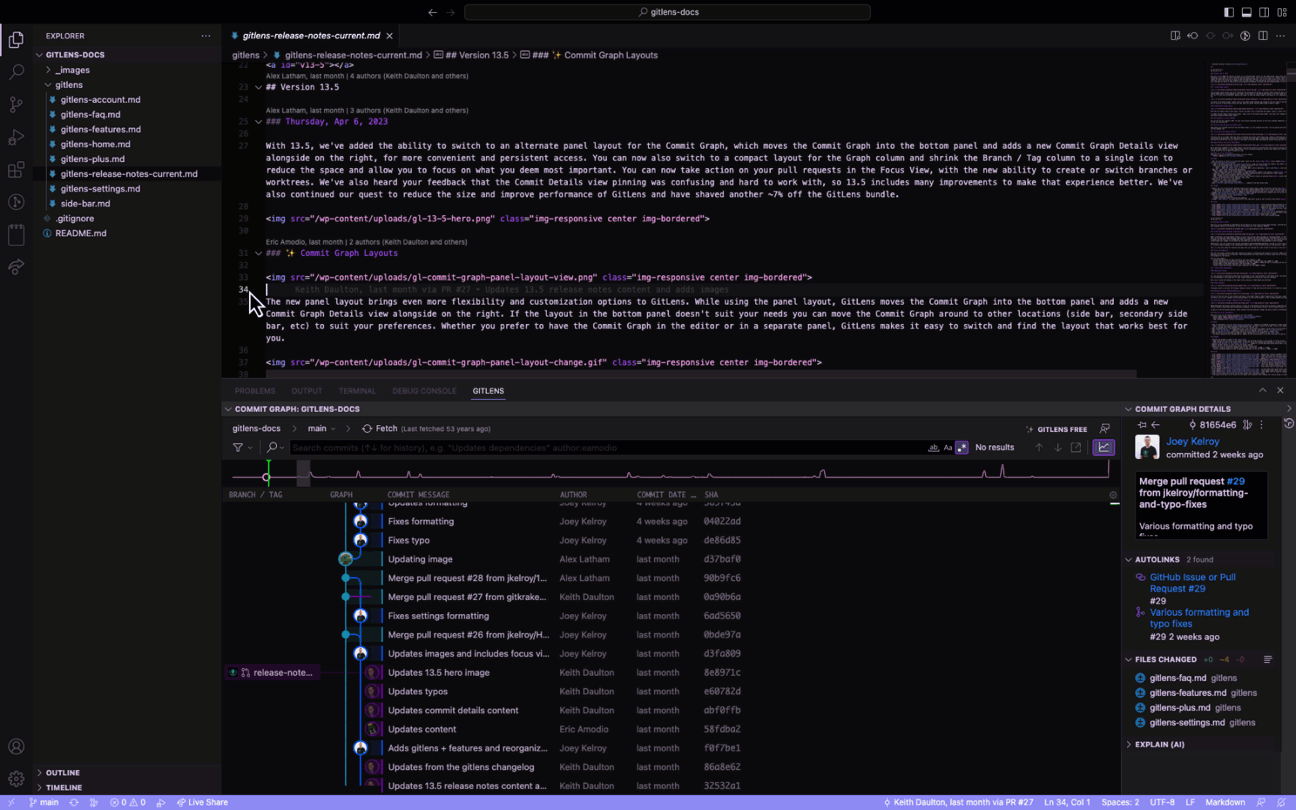 gitlens-docs
EXPLORER
GITLENS-DOCS
_images
gitlens
gitlens-account.md
gitlens-faq.md
gitlens-features.md
gitlens-home.md
gitlens-plus.md
gitlens-release-notes-current.md
gitlens-settings.md
side-bar.md
.gitignore
README.md
OUTLINE
TIMELINE
gitlens-release-notes-current.md
gitlens > gitlens-release-notes-current.md > ## Version 13.5 > ### ✨ Commit Graph Layouts
22 <a id="v13-5"></a>
Alex Latham, last month | 4 authors (Keith Daulton and others)
23 ## Version 13.5
Alex Latham, last month | 3 authors (Keith Daulton and others)
25 ### Thursday, Apr 6, 2023
26
27 With 13.5, we've added the ability to switch to an alternate panel layout for the Commit Graph, which moves the Commit Graph into the bottom panel and adds a new Commit Graph Details view
alongside on the right, for more convenient and persistent access. You can now also switch to a compact layout for the Graph column and shrink the Branch / Tag column to a single icon to
reduce the space and allow you to focus on what you deem most important. You can now take action on your pull requests in the Focus View, with the new ability to create or switch branches or
worktrees. We've also heard your feedback that the Commit Details view pinning was confusing and hard to work with, so 13.5 includes many improvements to make that experience better. We've
also continued our quest to reduce the size and improve performance of GitLens and have shaved another ~7% off the GitLens bundle.
28
29 <img src="/wp-content/uploads/gl-13-5-hero.png" class="img-responsive center img-bordered">
30
Eric Amodio, last month | 2 authors (Keith Daulton and others)
31 ### ✨ Commit Graph Layouts
32
33 <img src="/wp-content/uploads/gl-commit-graph-panel-layout-view.png" class="img-responsive center img-bordered">
34 Keith Daulton, last month via PR #27 • Updates 13.5 release notes content and adds images
35 The new panel layout brings even more flexibility and customization options to GitLens. While using the panel layout, GitLens moves the Commit Graph into the bottom panel and adds a new
Commit Graph Details view alongside on the right. If the layout in the bottom panel doesn't suit your needs you can move the Commit Graph around to other locations (side bar, secondary side
bar, etc) to suit your preferences. Whether you prefer to have the Commit Graph in the editor or in a separate panel, GitLens makes it easy to switch and find the layout that works best for
you.
36
37 <img src="/wp-content/uploads/gl-commit-graph-panel-layout-change.gif" class="img-responsive center img-bordered">
38
PROBLEMS OUTPUT TERMINAL DEBUG CONSOLE GITLENS
COMMIT GRAPH: GITLENS-DOCS
gitlens-docs > main > Fetch (Last fetched 53 years ago) GITLENS FREE
Search commits (↑↓ for history), e.g. "Updates dependencies" author:eamodio Aa No results
BRANCH / TAG GRAPH COMMIT MESSAGE AUTHOR COMMIT DATE ... SHA
Updates formatting Joey Kelroy 4 weeks ago
Fixes formatting Joey Kelroy 4 weeks ago 04022ad
Fixes typo Joey Kelroy 4 weeks ago de86d85
Updating image Alex Latham last month d37baf0
Merge pull request #28 from jkelroy/1... Alex Latham last month 90b9fc6
Merge pull request #27 from gitkrake... Keith Daulton last month 0a90b6a
Fixes settings formatting Joey Kelroy last month 6ad5650
Merge pull request #26 from jkelroy/H... Joey Kelroy last month 0bde97a
Updates images and includes focus vi... Joey Kelroy last month d3fa809
release-note... Updates 13.5 hero image Keith Daulton last month 8e8971c
Updates typos Keith Daulton last month e60782d
Updates commit details content Keith Daulton last month abf0ffb
Updates content Eric Amodio last month 58fdba2
Adds gitlens + features and reorganiz... Joey Kelroy last month f0f7be1
Updates from the gitlens changelog Keith Daulton last month 86a8e62
Updates 13.5 release notes content a... Keith Daulton last month 32532a1
COMMIT GRAPH DETAILS
81654e6
Joey Kelroy
committed 2 weeks ago
Merge pull request #29
from jkelroy/formatting-
and-typo-fixes
Various formatting and typo
fixes
AUTOLINKS 2 found
GitHub Issue or Pull
Request #29
#29
Various formatting and
typo fixes
#29 2 weeks ago
FILES CHANGED +0 ~4 -0
gitlens-faq.md gitlens
gitlens-features.md gitlens
gitlens-plus.md gitlens
gitlens-settings.md gitlens
EXPLAIN (AI)
main 0 0 Live Share
Keith Daulton, last month via PR #27 Ln 34, Col 1 Spaces: 2 UTF-8 LF Markdown